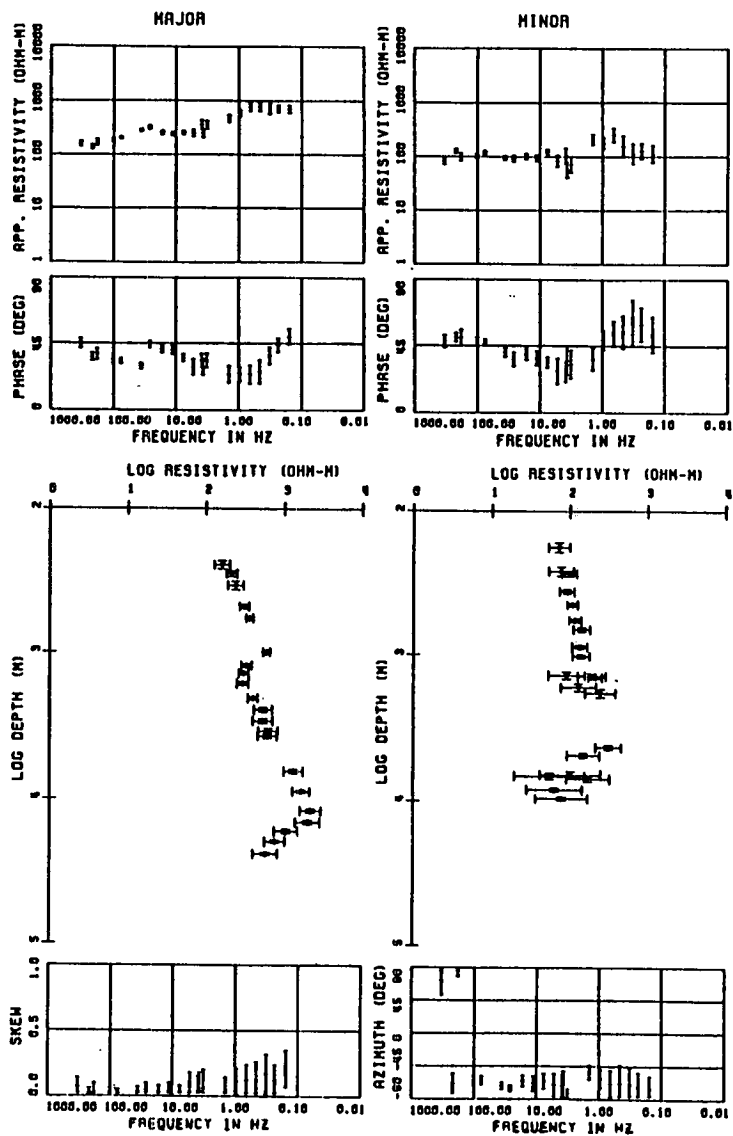 MAJOR
MINOR
APP. RESISTIVITY (OHM-M)
10000
1000
100
10
1
APP. RESISTIVITY (OHM-M)
10000
1000
100
10
1
PHASE (DEG)
90
45
0
PHASE (DEG)
90
45
0
1000.00 100.00 10.00 1.00 0.10 0.01
FREQUENCY IN HZ
1000.00 100.00 10.00 1.00 0.10 0.01
FREQUENCY IN HZ
LOG RESISTIVITY (OHM-M)
0 1 2 3 4
LOG RESISTIVITY (OHM-M)
0 1 2 3 4
LOG DEPTH (M)
2
3
4
5
LOG DEPTH (M)
2
3
4
5
SKEW
1.0
0.5
0.0
AZIMUTH (DEG)
90
45
0
-45
-90
1000.00 100.00 10.00 1.00 0.10 0.01
FREQUENCY IN HZ
1000.00 100.00 10.00 1.00 0.10 0.01
FREQUENCY IN HZ